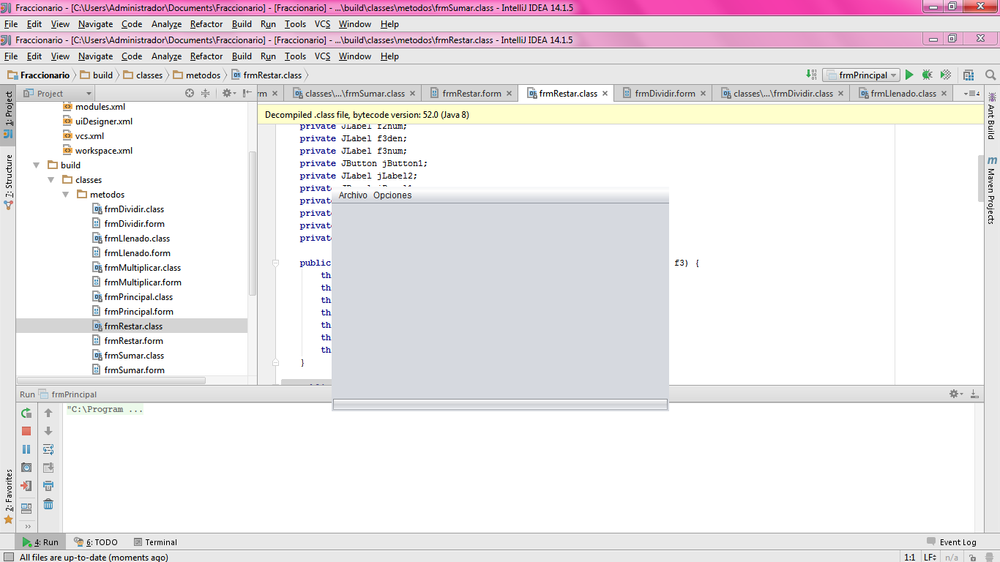 Fraccionario - [C:\Users\Administrador\Documents\Fraccionario] - [Fraccionario] - ...\build\classes\metodos\frmSumar.class - IntelliJ IDEA 14.1.5
File Edit View Navigate Code Analyze Refactor Build Run Tools VCS Window Help
Fraccionario - [C:\Users\Administrador\Documents\Fraccionario] - [Fraccionario] - ...\build\classes\metodos\frmRestar.class - IntelliJ IDEA 14.1.5
File Edit View Navigate Code Analyze Refactor Build Run Tools VCS Window Help
Fraccionario build classes metodos frmRestar.class frmPrincipal
1: Project
7: Structure
2: Favorites
Project
modules.xml
uiDesigner.xml
vcs.xml
workspace.xml
build
classes
metodos
frmDividir.class
frmDividir.form
frmLlenado.class
frmLlenado.form
frmMultiplicar.class
frmMultiplicar.form
frmPrincipal.class
frmPrincipal.form
frmRestar.class
frmRestar.form
frmSumar.class
frmSumar.form
rm classes\...\frmSumar.class frmRestar.form frmRestar.class frmDividir.form classes\...\frmDividir.class frmLlenado.class 4
Decompiled .class file, bytecode version: 52.0 (Java 8)
private JLabel f2num;
private JLabel f3den;
private JLabel f3num;
private JButton jButton1;
private JLabel jLabel2;
privat
privat
privat
privat
privat
public f3) {
th
th
th
th
th
th
th
}
Archivo Opciones
Ant Build
m Maven Projects
Run frmPrincipal
"C:\Program ...
4: Run 6: TODO Terminal Event Log
All files are up-to-date (moments ago) 1:1 LF n/a